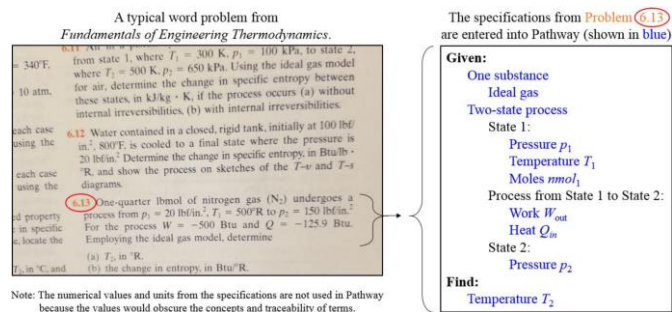 A typical word problem from
Fundamentals of Engineering Thermodynamics.
6.11
from state 1, where T₁ = 300 K, p₁ = 100 kPa, to state 2,
= 340°F.
where T₂ = 500 K, p₂ = 650 kPa. Using the ideal gas model
for air, determine the change in specific entropy between
10 atm.
these states, in kJ/kg · K, if the process occurs (a) without
internal irreversibilities, (b) with internal irreversibilities.
each case
6.12 Water contained in a closed, rigid tank, initially at 100 lbf/
using the
in.², 800°F, is cooled to a final state where the pressure is
20 lbf/in.² Determine the change in specific entropy, in Btu/lb ·
each case
°R, and show the process on sketches of the T–v and T–s
using the
diagrams.
6.13 One-quarter lbmol of nitrogen gas (N₂) undergoes a
ed property
process from p₁ = 20 lbf/in.², T₁ = 500°R to p₂ = 150 lbf/in.²
in specific
For the process W = −500 Btu and Q = −125.9 Btu.
e, locate the
Employing the ideal gas model, determine
(a) T₂, in °R.
T₂, in °C, and
(b) the change in entropy, in Btu/°R.
Note: The numerical values and units from the specifications are not used in Pathway
because the values would obscure the concepts and traceability of terms.
The specifications from Problem 6.13
are entered into Pathway (shown in blue)
Given:
One substance
Ideal gas
Two-state process
State 1:
Pressure p₁
Temperature T₁
Moles nmol₁
Process from State 1 to State 2:
Work Wout
Heat Qin
State 2:
Pressure p₂
Find:
Temperature T₂